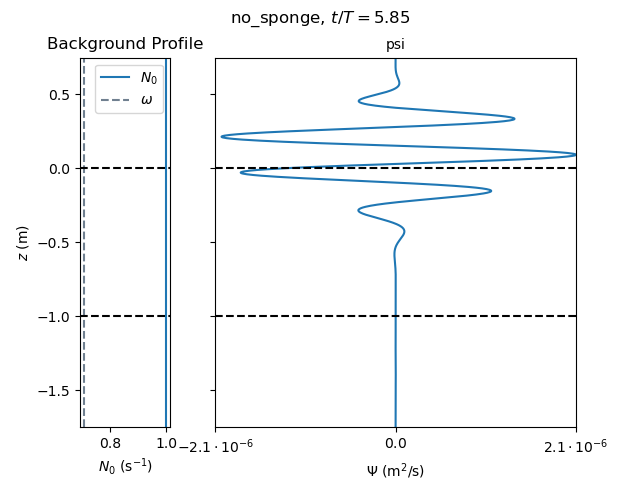 no_sponge, t/T = 5.85
Background Profile
psi
N₀
ω
0.5
0.0
−0.5
−1.0
−1.5
z (m)
0.8
1.0
−2.1 · 10⁻⁶
0.0
2.1 · 10⁻⁶
N₀ (s⁻¹)
Ψ (m²/s)